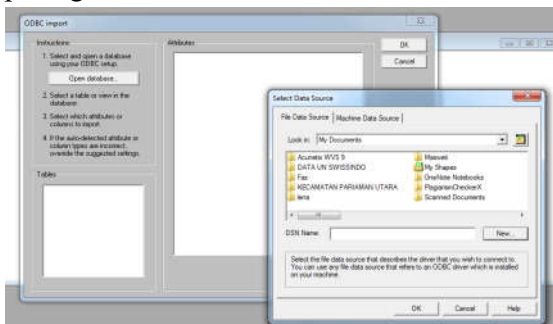 ODBC import
Instructions
1. Select and open a database
using your ODBC setup.
Open database...
2. Select a table or view in the
database.
3. Select which attributes or
columns to import.
4. If the auto-detected attribute or
column types are incorrect,
override the suggested settings.
Tables
Attributes
OK
Cancel
Select Data Source
File Data Source
Machine Data Source
Look in: My Documents
Acunetix WVS 9
DATA UN SWISSINDO
Fax
KECAMATAN PARIAMAN UTARA
lena
Maxwell
My Shapes
OneNote Notebooks
PlagiarismCheckerX
Scanned Documents
DSN Name:
New...
Select the file data source that describes the driver that you wish to connect to.
You can use any file data source that refers to an ODBC driver which is installed
on your machine.
OK
Cancel
Help